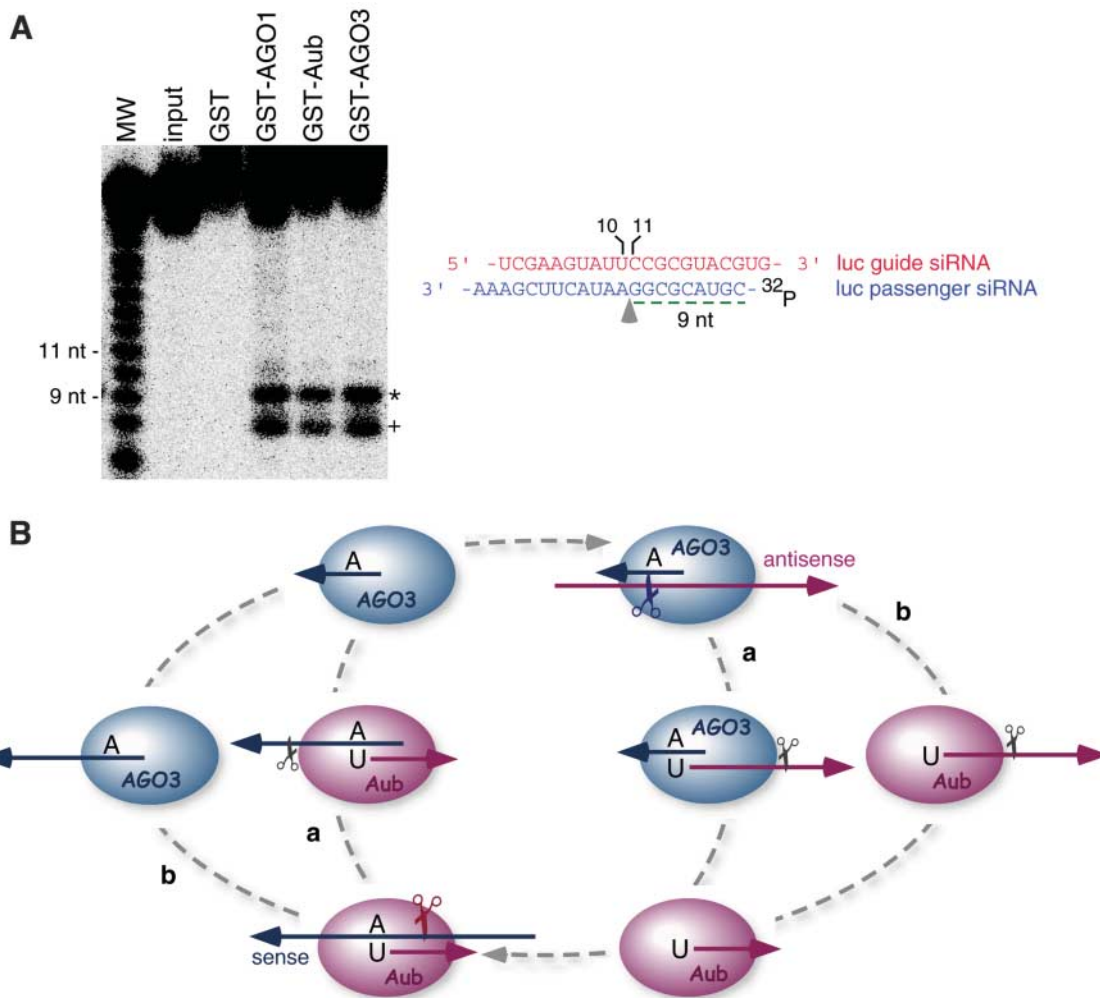 A
MW
input
GST
GST-AGO1
GST-Aub
GST-AGO3
11 nt -
9 nt -
*
+
10 11
5' -UCGAAGUAUUCCGCGUACGUG- 3' luc guide siRNA
3' -AAAGCUUCAUAAGGCGCAUGC-32P luc passenger siRNA
9 nt
B
A
AGO3
A AGO3
antisense
b
a
A
AGO3
A
U
Aub
AGO3
A
U
U
Aub
a
b
A
U
sense
Aub
U
Aub